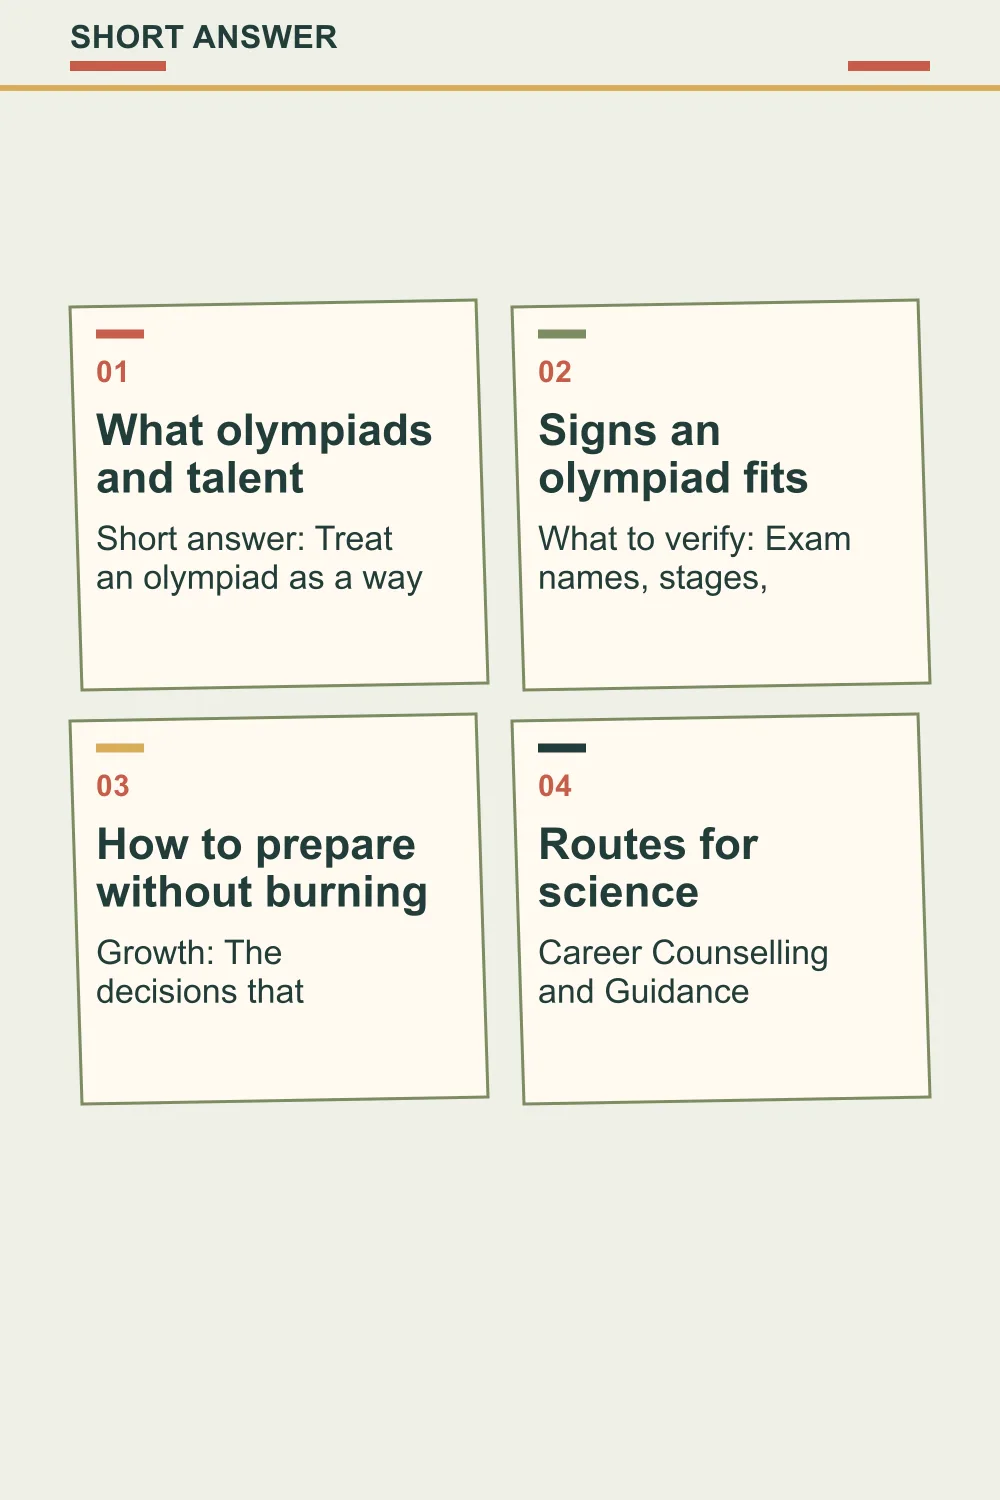 SHORT ANSWER
01
What olympiads
and talent
Short answer: Treat
an olympiad as a way
02
Signs an
olympiad fits
What to verify: Exam
names, stages,
03
How to prepare
without burning
Growth: The
decisions that
04
Routes for
science
Career Counselling
and Guidance